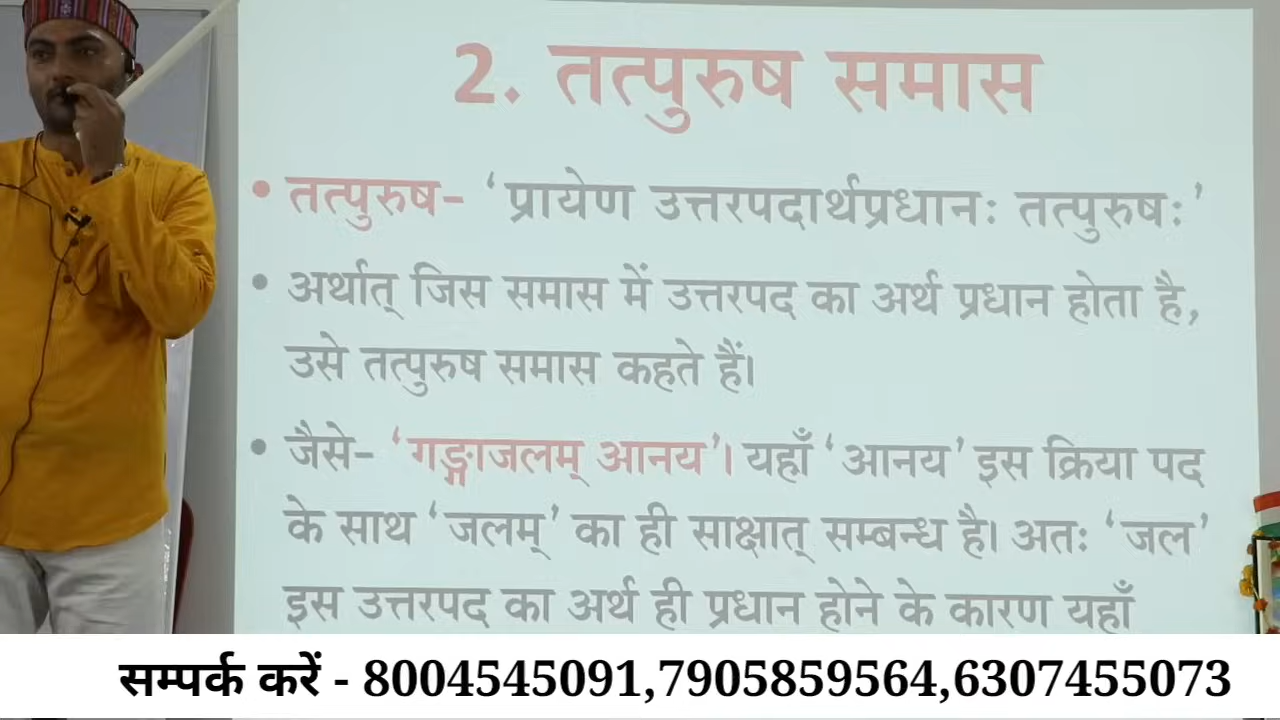 2. तत्पुरुष समास
• तत्पुरुष- ‘प्रायेण उत्तरपदार्थप्रधानः तत्पुरुषः’
• अर्थात् जिस समास में उत्तरपद का अर्थ प्रधान होता है,
उसे तत्पुरुष समास कहते हैं।
• जैसे- ‘गङ्गाजलम् आनय’। यहाँ ‘आनय’ इस क्रिया पद
के साथ ‘जलम्’ का ही साक्षात् सम्बन्ध है। अतः ‘जल’
इस उत्तरपद का अर्थ ही प्रधान होने के कारण यहाँ
सम्पर्क करें - 8004545091,7905859564,6307455073